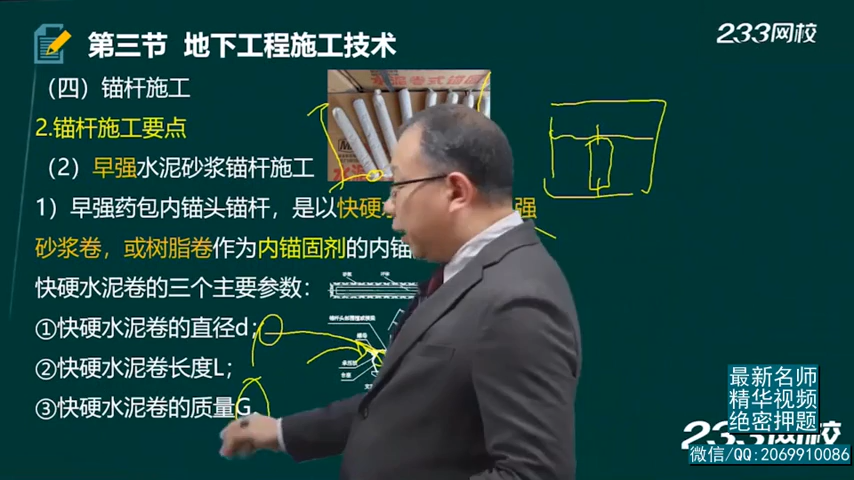 第三节 地下工程施工技术
233网校
（四）锚杆施工
2.锚杆施工要点
（2）早强水泥砂浆锚杆施工
1）早强药包内锚头锚杆，是以快硬 强
砂浆卷，或树脂卷作为内锚固剂的内锚
快硬水泥卷的三个主要参数：
①快硬水泥卷的直径d；
②快硬水泥卷长度L；
③快硬水泥卷的质量G
最新名师
精华视频
绝密押题
233网校
微信/QQ:2069910086